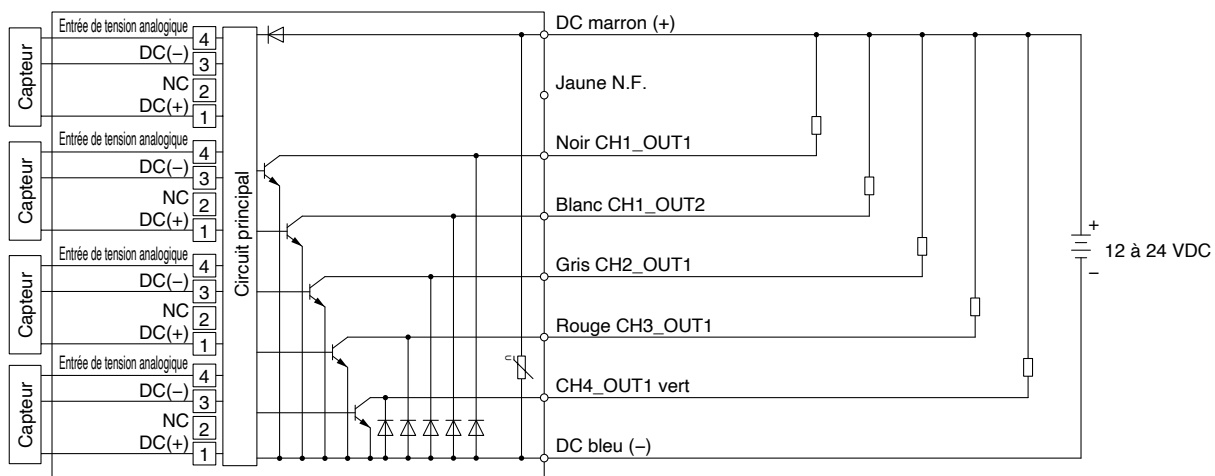 Capteur
Entrée de tension analogique 4
DC(−) 3
NC 2
DC(+) 1
Capteur
Entrée de tension analogique 4
DC(−) 3
NC 2
DC(+) 1
Capteur
Entrée de tension analogique 4
DC(−) 3
NC 2
DC(+) 1
Capteur
Entrée de tension analogique 4
DC(−) 3
NC 2
DC(+) 1
Circuit principal
DC marron (+)
Jaune N.F.
Noir CH1_OUT1
Blanc CH1_OUT2
Gris CH2_OUT1
Rouge CH3_OUT1
U
CH4_OUT1 vert
DC bleu (−)
+
12 à 24 VDC
−